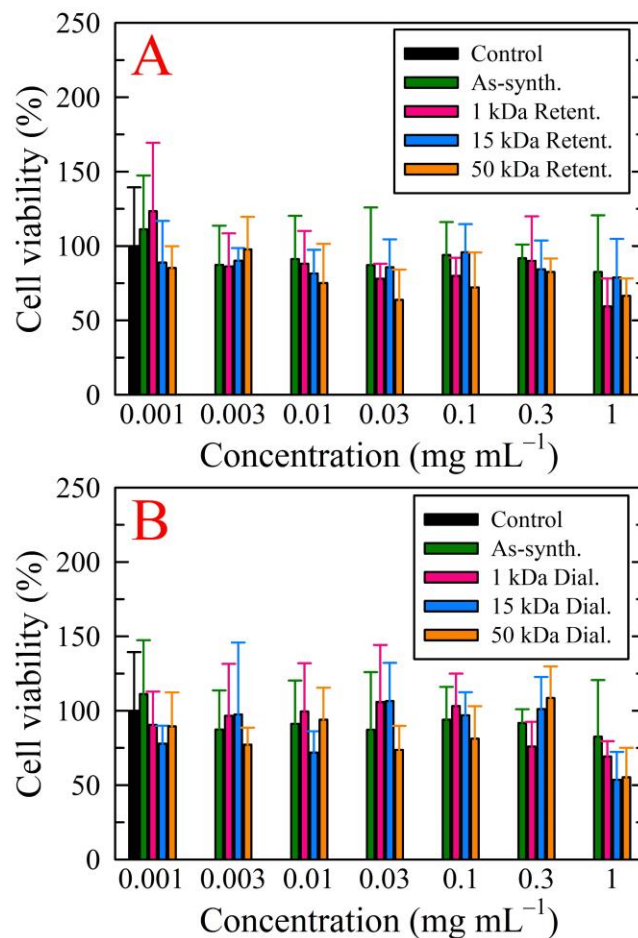 A
Control
As-synth.
1 kDa Retent.
15 kDa Retent.
50 kDa Retent.
Cell viability (%)
250
200
150
100
50
0
0.001 0.003 0.01 0.03 0.1 0.3 1
Concentration (mg mL⁻¹)
B
Control
As-synth.
1 kDa Dial.
15 kDa Dial.
50 kDa Dial.
Cell viability (%)
250
200
150
100
50
0
0.001 0.003 0.01 0.03 0.1 0.3 1
Concentration (mg mL⁻¹)